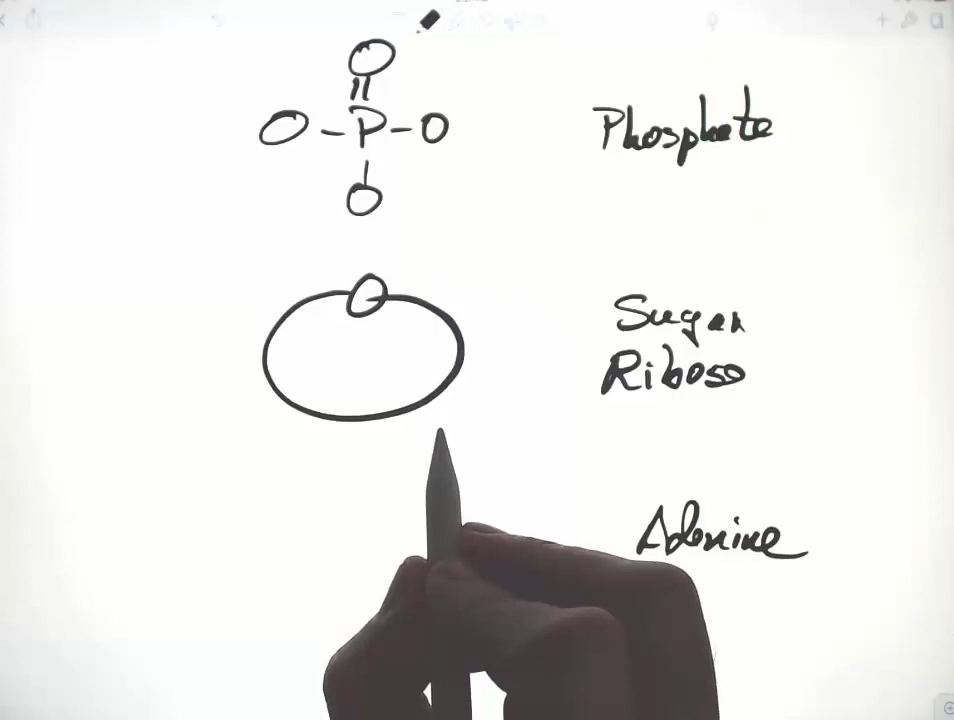 O
O-P-O
O
Phosphate
O
Sugar
Ribose
Adenine